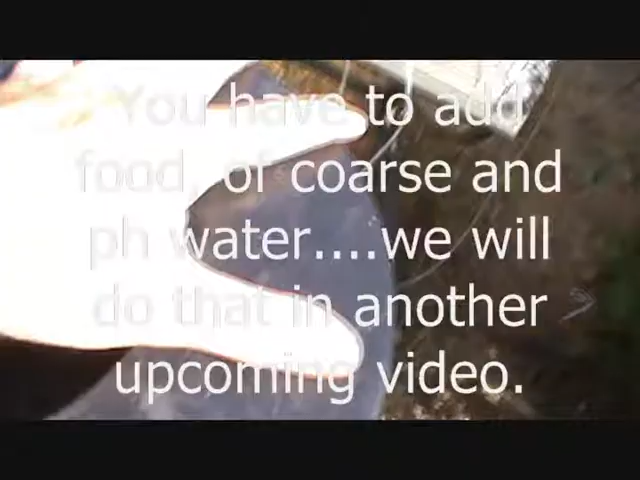 You have to add
food, of coarse and
ph water....we will
do that in another
upcoming video.